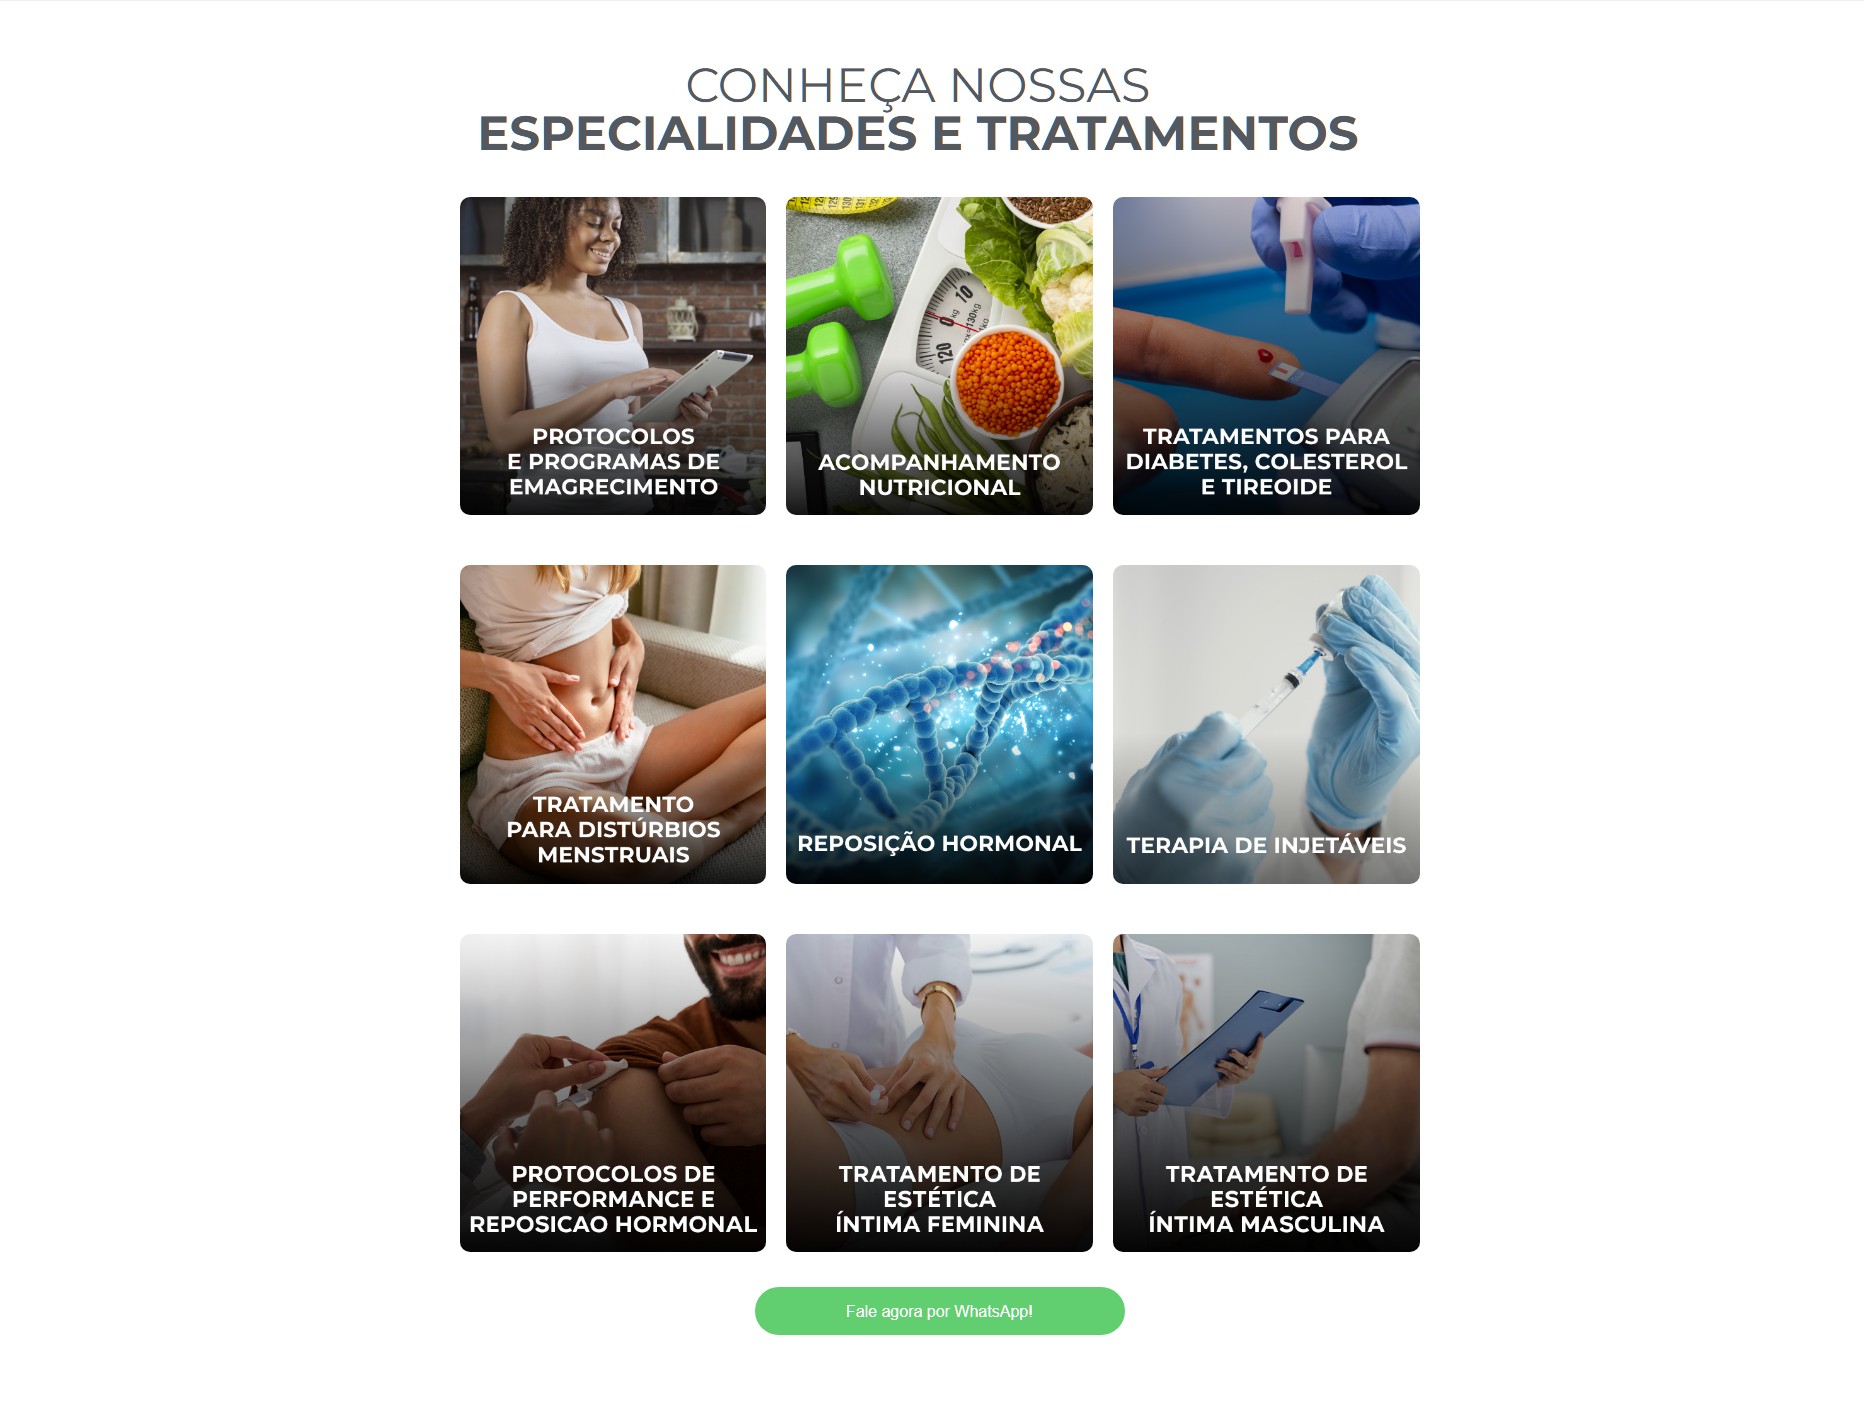 CONHEÇA NOSSAS
ESPECIALIDADES E TRATAMENTOS
PROTOCOLOS
E PROGRAMAS DE
EMAGRECIMENTO
ACOMPANHAMENTO
NUTRICIONAL
TRATAMENTOS PARA
DIABETES, COLESTEROL
E TIREOIDE
TRATAMENTO
PARA DISTÚRBIOS
MENSTRUAIS
REPOSIÇÃO HORMONAL
TERAPIA DE INJETÁVEIS
PROTOCOLOS DE
PERFORMANCE E
REPOSICAO HORMONAL
TRATAMENTO DE
ESTÉTICA
ÍNTIMA FEMININA
TRATAMENTO DE
ESTÉTICA
ÍNTIMA MASCULINA
Fale agora por WhatsApp!